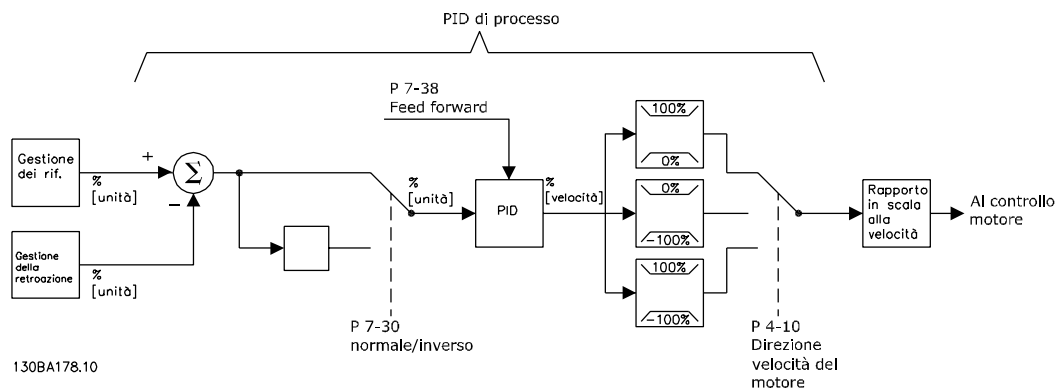 PID di processo
P 7-38
Feed forward
Gestione
dei rif.
+
%
[unità]
Σ
−
Gestione
della
retroazione
%
[unità]
P 7-30
normale/inverso
%
[unità]
PID
%
[velocità]
100%
0%
0%
−100%
100%
−100%
P 4-10
Direzione
velocità del
motore
Rapporto
in scala
alla
velocità
Al controllo
motore
130BA178.10